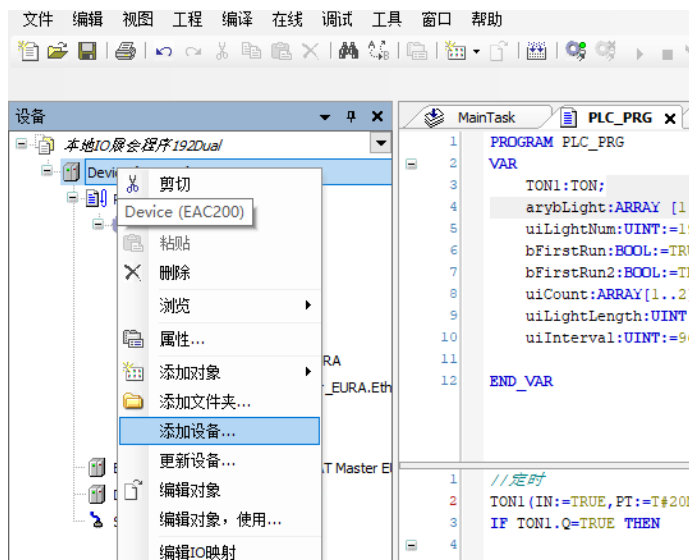 文件 编辑 视图 工程 编译 在线 调试 工具 窗口 帮助
设备
本地IO展会程序192Dual
Devi
剪切
Device (EAC200)
粘贴
删除
浏览
属性...
添加对象
添加文件夹...
添加设备...
更新设备...
编辑对象
编辑对象，使用...
编辑IO映射
RA
_EURA.Eth
T Master E
MainTask
PLC_PRG
1 PROGRAM PLC_PRG
2 VAR
3 TON1:TON;
4 arybLight:ARRAY [1
5 uiLightNum:UINT:=1
6 bFirstRun:BOOL:=TR
7 bFirstRun2:BOOL:=T
8 uiCount:ARRAY[1..2
9 uiLightLength:UINT
10 uiInterval:UINT:=9
11
12 END_VAR
1 //定时
2 TON1(IN:=TRUE,PT:=T#20
3 IF TON1.Q=TRUE THEN
4